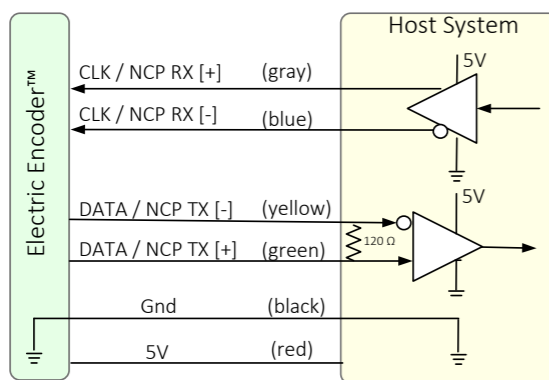 Host System
5V
CLK / NCP RX [+] (gray)
CLK / NCP RX [-] (blue)
Electric Encoder™
5V
DATA / NCP TX [-] (yellow)
120 Ω
DATA / NCP TX [+] (green)
Gnd (black)
5V (red)